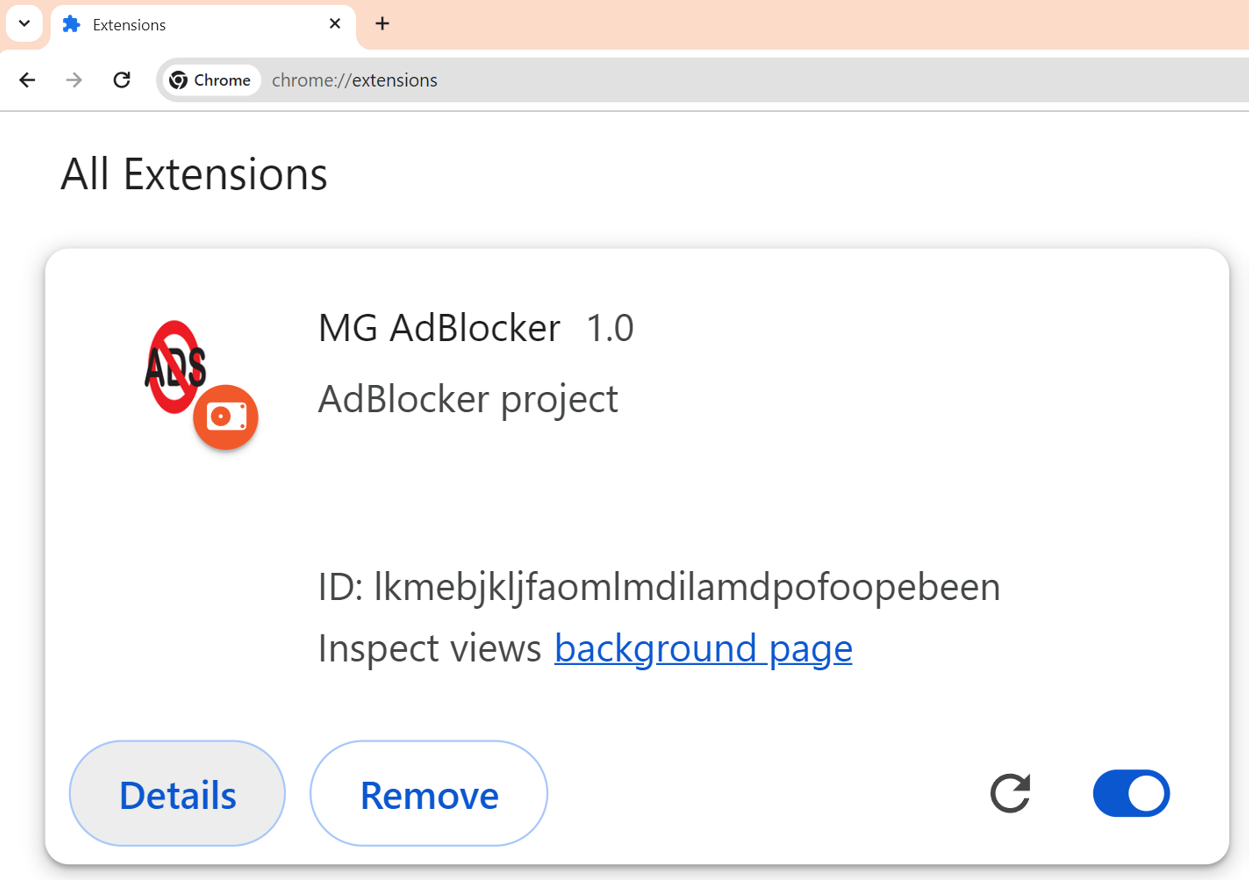 Extensions
Chrome chrome://extensions
All Extensions
ADS
MG AdBlocker 1.0
AdBlocker project
ID: lkmebjkljfaomlmdilamdpofoopebeen
Inspect views background page
Details Remove